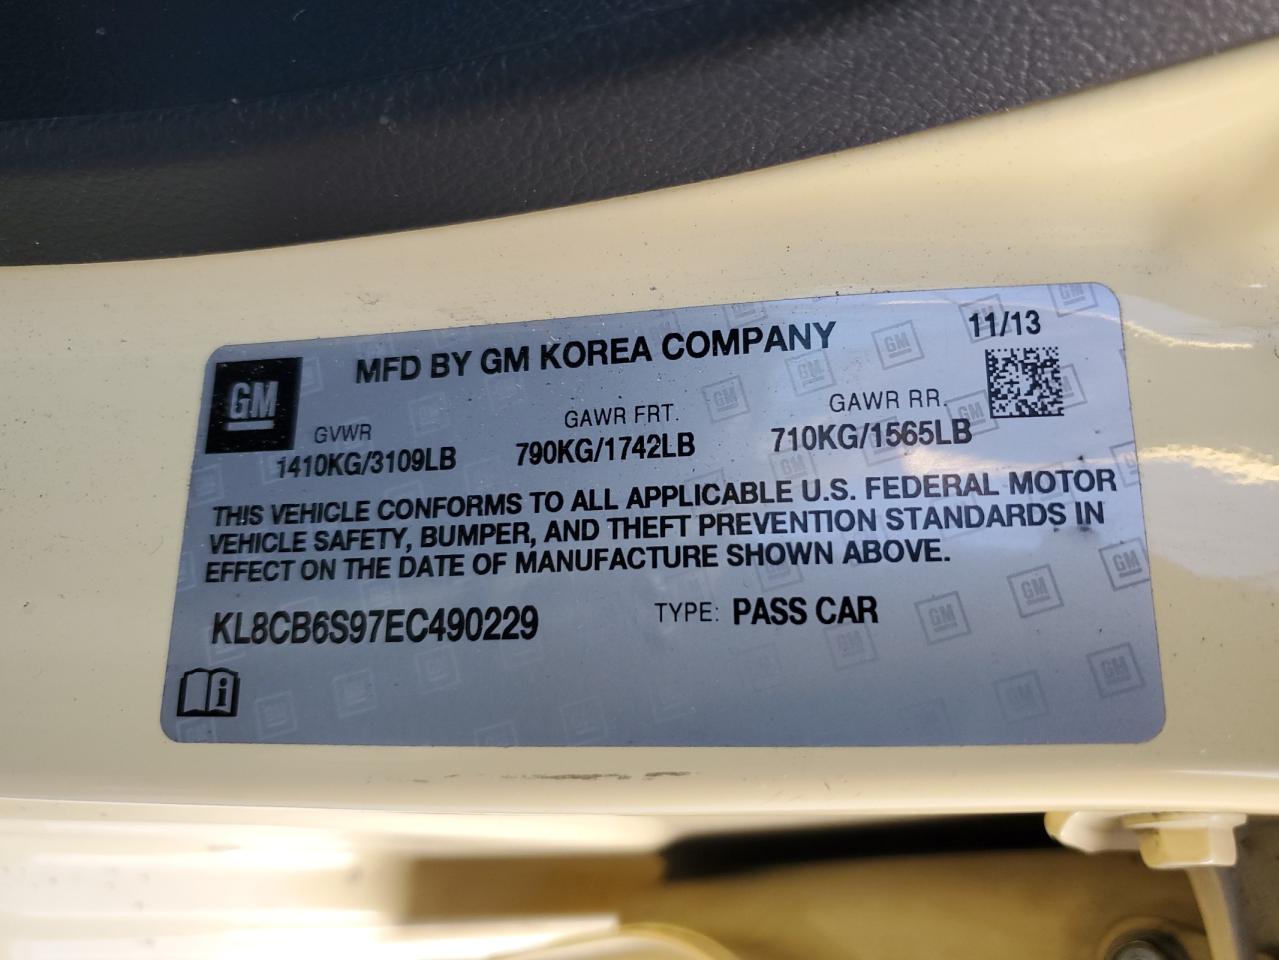 GM
MFD BY GM KOREA COMPANY
11/13
GVWR
GAWR FRT.
GAWR RR.
1410KG/3109LB
790KG/1742LB
710KG/1565LB
THIS VEHICLE CONFORMS TO ALL APPLICABLE U.S. FEDERAL MOTOR
VEHICLE SAFETY, BUMPER, AND THEFT PREVENTION STANDARDS IN
EFFECT ON THE DATE OF MANUFACTURE SHOWN ABOVE.
KL8CB6S97EC490229
TYPE: PASS CAR
i